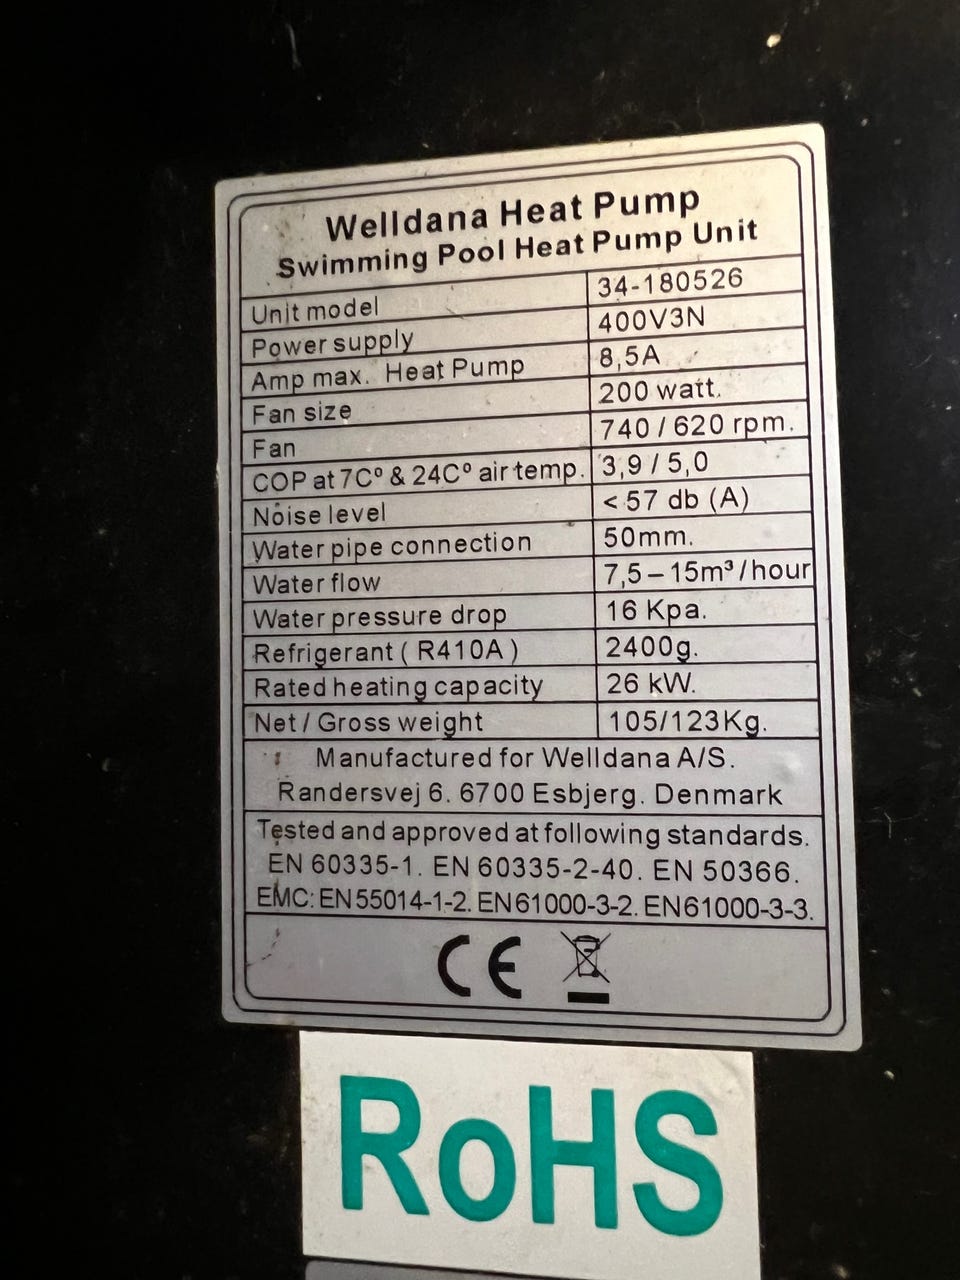 Welldana Heat Pump
Swimming Pool Heat Pump Unit
Unit model 34-180526
Power supply 400V3N
Amp max. Heat Pump 8,5A
Fan size 200 watt.
Fan 740 / 620 rpm.
COP at 7Cº & 24Cº air temp. 3,9 / 5,0
Noise level < 57 db (A)
Water pipe connection 50mm.
Water flow 7,5 – 15m³ / hour
Water pressure drop 16 Kpa.
Refrigerant ( R410A ) 2400g.
Rated heating capacity 26 kW.
Net / Gross weight 105/123Kg.
Manufactured for Welldana A/S.
Randersvej 6. 6700 Esbjerg. Denmark
Tested and approved at following standards.
EN 60335-1. EN 60335-2-40. EN 50366.
EMC: EN55014-1-2. EN61000-3-2. EN61000-3-3.
CE
RoHS